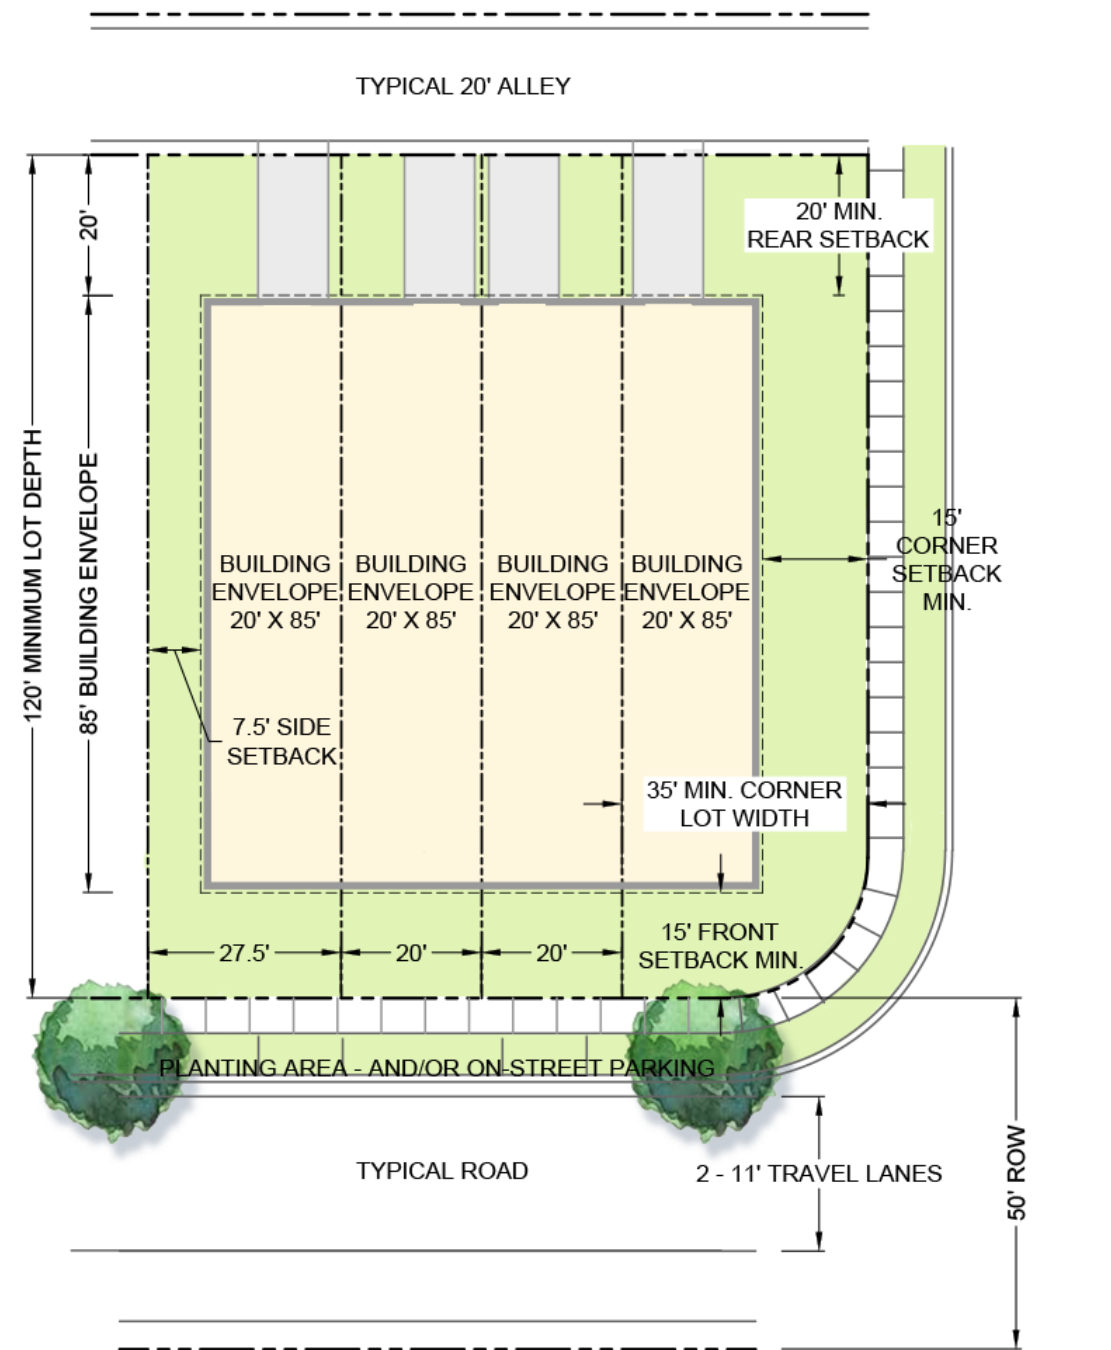 TYPICAL 20' ALLEY
20'
20' MIN.
REAR SETBACK
120' MINIMUM LOT DEPTH
85' BUILDING ENVELOPE
BUILDING
ENVELOPE
20' X 85'
BUILDING
ENVELOPE
20' X 85'
BUILDING
ENVELOPE
20' X 85'
BUILDING
ENVELOPE
20' X 85'
15'
CORNER
SETBACK
MIN.
7.5' SIDE
SETBACK
35' MIN. CORNER
LOT WIDTH
27.5'
20'
20'
15' FRONT
SETBACK MIN.
PLANTING AREA - AND/OR ON-STREET PARKING
TYPICAL ROAD
2 - 11' TRAVEL LANES
50' ROW